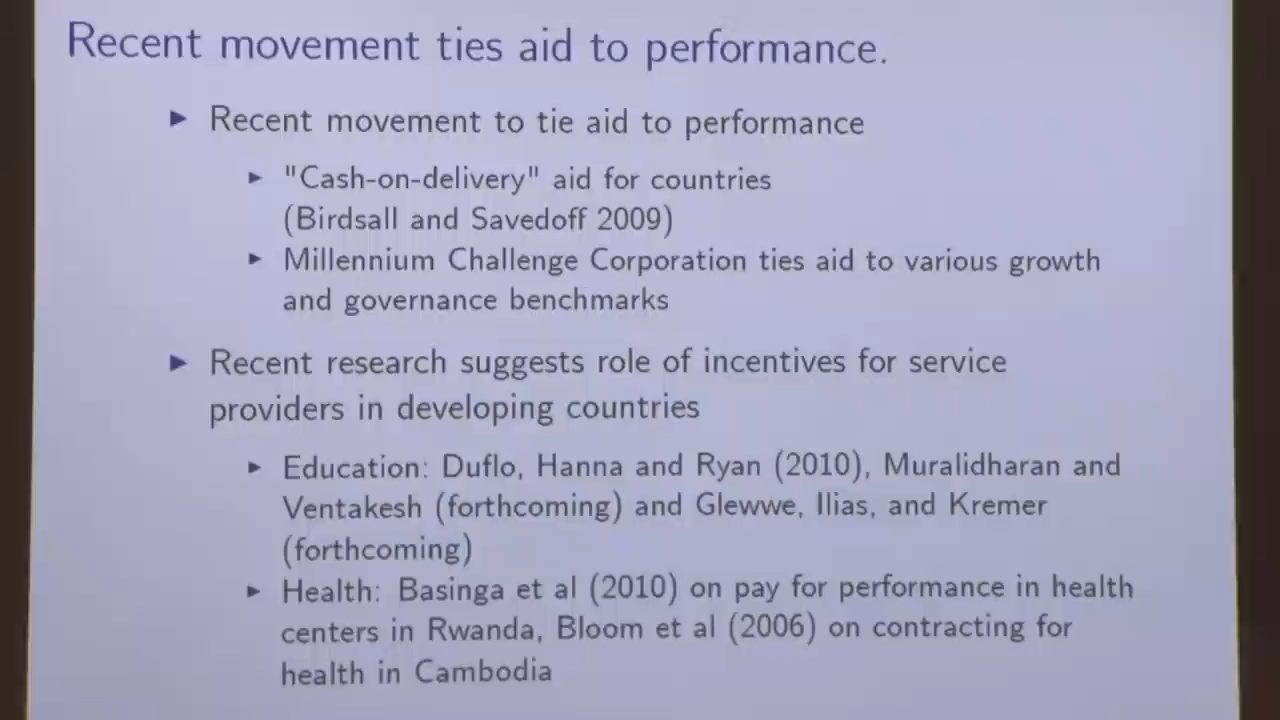 Recent movement ties aid to performance.
▶ Recent movement to tie aid to performance
▶ "Cash-on-delivery" aid for countries
(Birdsall and Savedoff 2009)
▶ Millennium Challenge Corporation ties aid to various growth
and governance benchmarks
▶ Recent research suggests role of incentives for service
providers in developing countries
▶ Education: Duflo, Hanna and Ryan (2010), Muralidharan and
Ventakesh (forthcoming) and Glewwe, Ilias, and Kremer
(forthcoming)
▶ Health: Basinga et al (2010) on pay for performance in health
centers in Rwanda, Bloom et al (2006) on contracting for
health in Cambodia